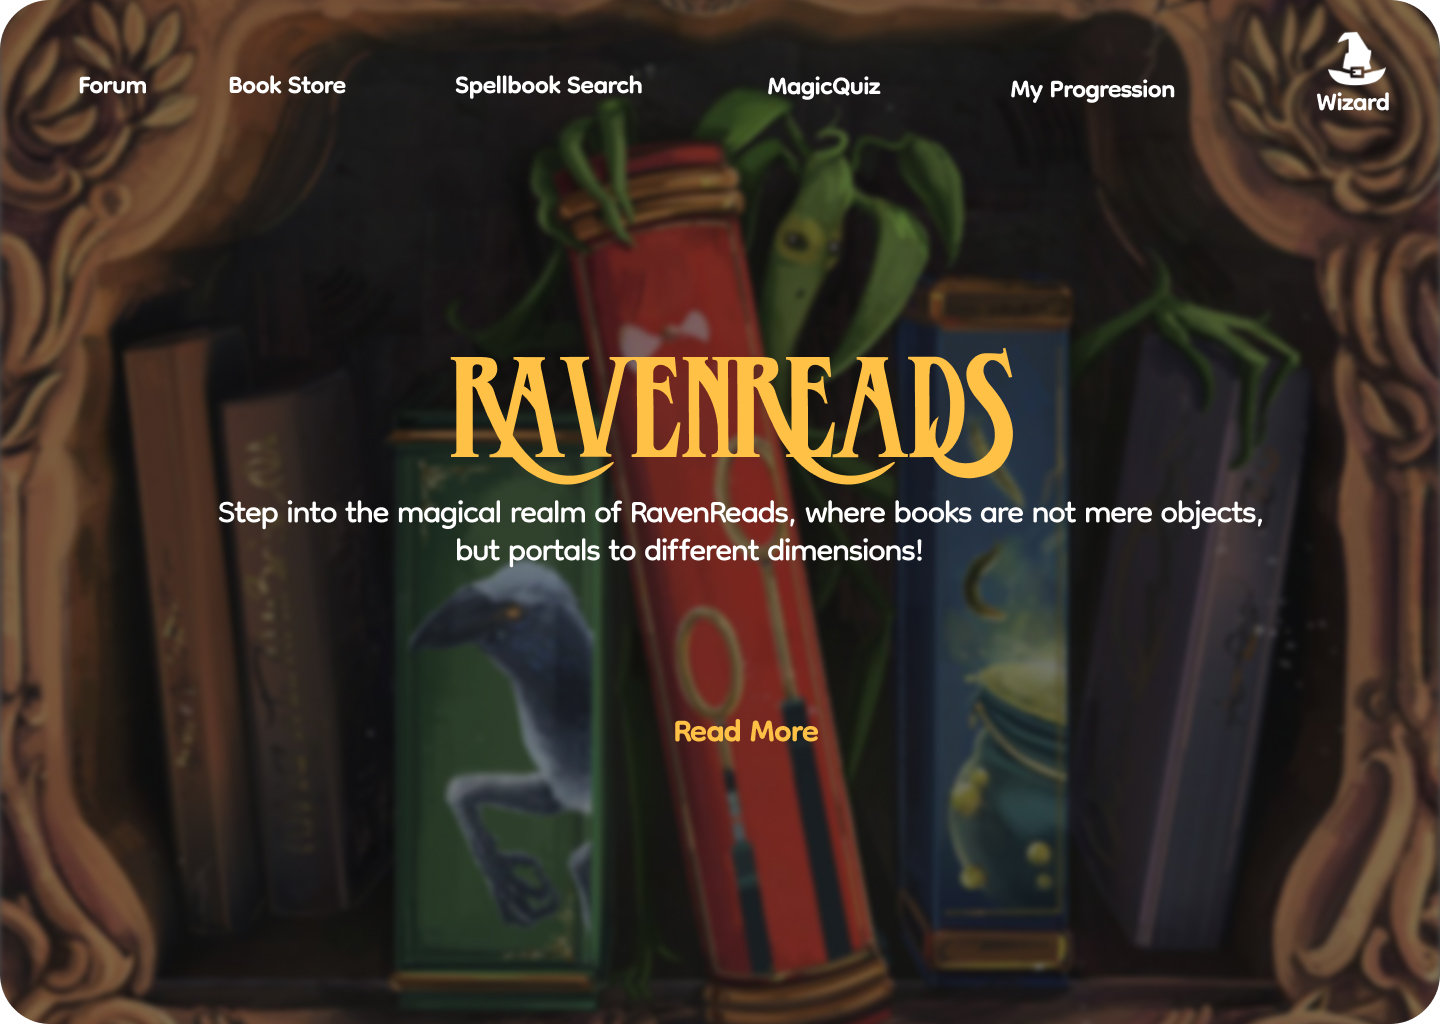 Forum
Book Store
Spellbook Search
MagicQuiz
My Progression
Wizard
RAVENREADS
Step into the magical realm of RavenReads, where books are not mere objects,
but portals to different dimensions!
Read More